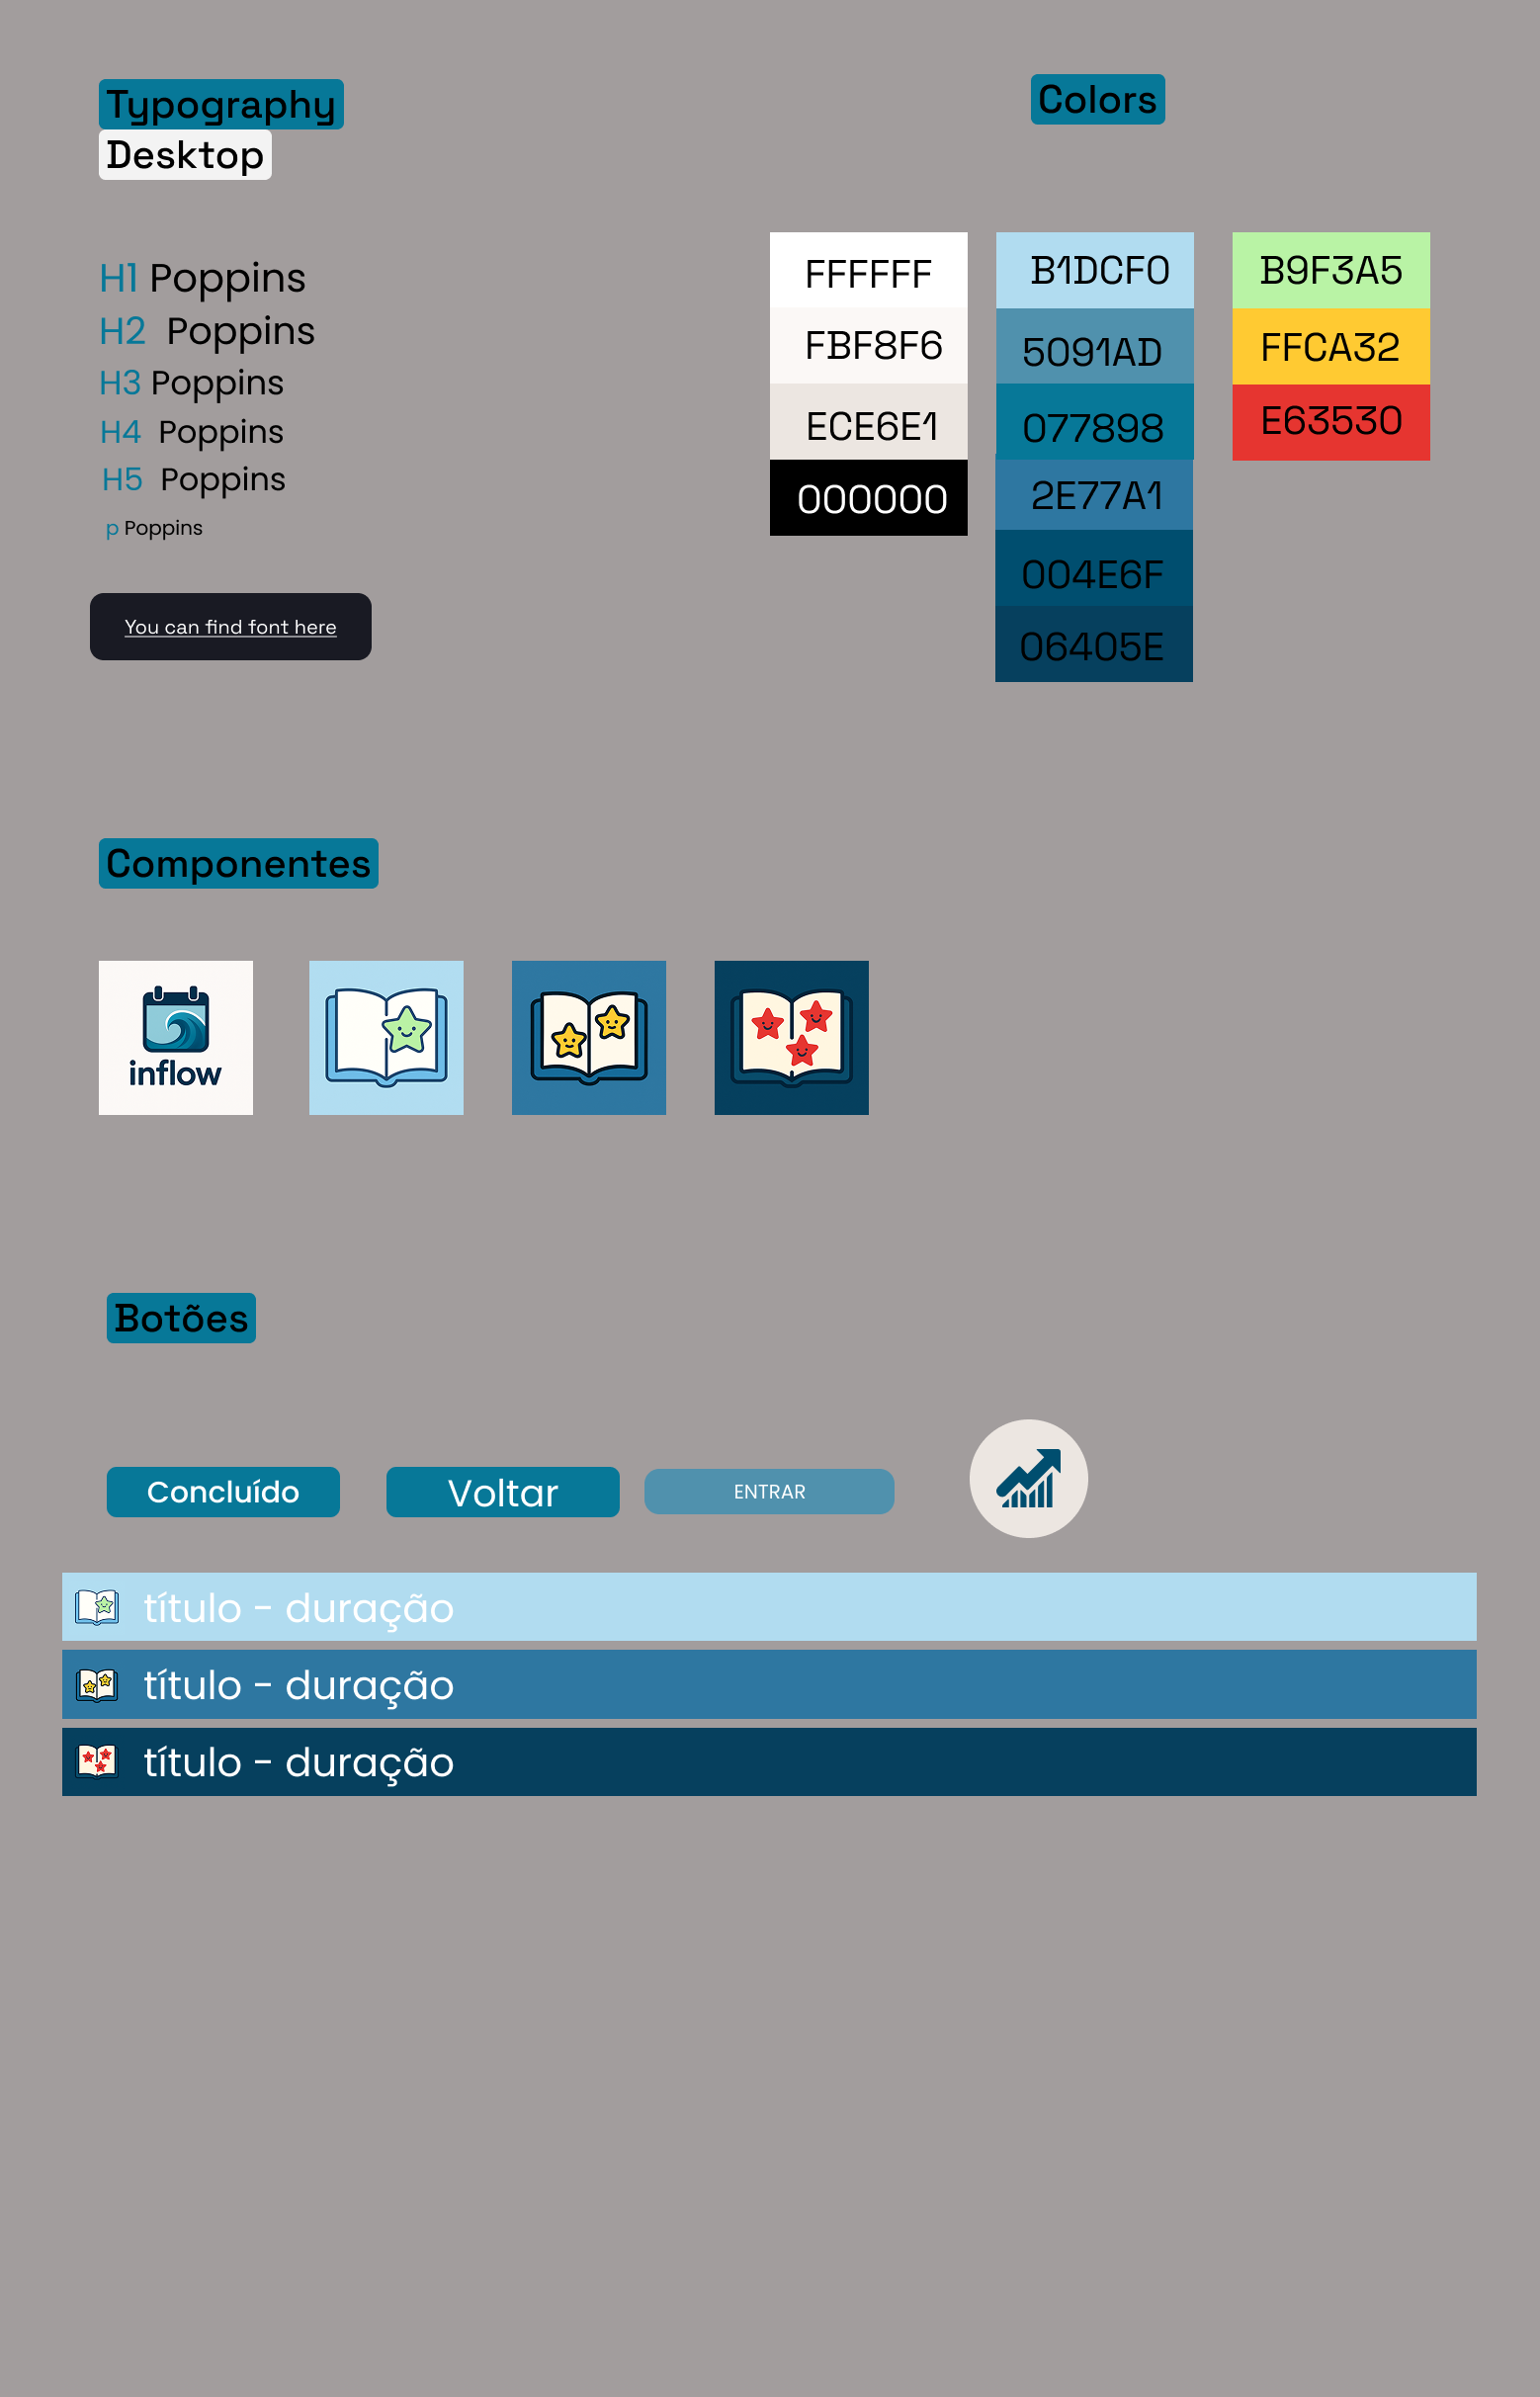 Typography
Desktop
H1 Poppins
H2 Poppins
H3 Poppins
H4 Poppins
H5 Poppins
p Poppins
You can find font here
Colors
FFFFFF
FBF8F6
ECE6E1
000000
B1DCF0
5091AD
077898
2E77A1
004E6F
06405E
B9F3A5
FFCA32
E63530
Componentes
inflow
Botões
Concluído
Voltar
ENTRAR
título - duração
título - duração
título - duração